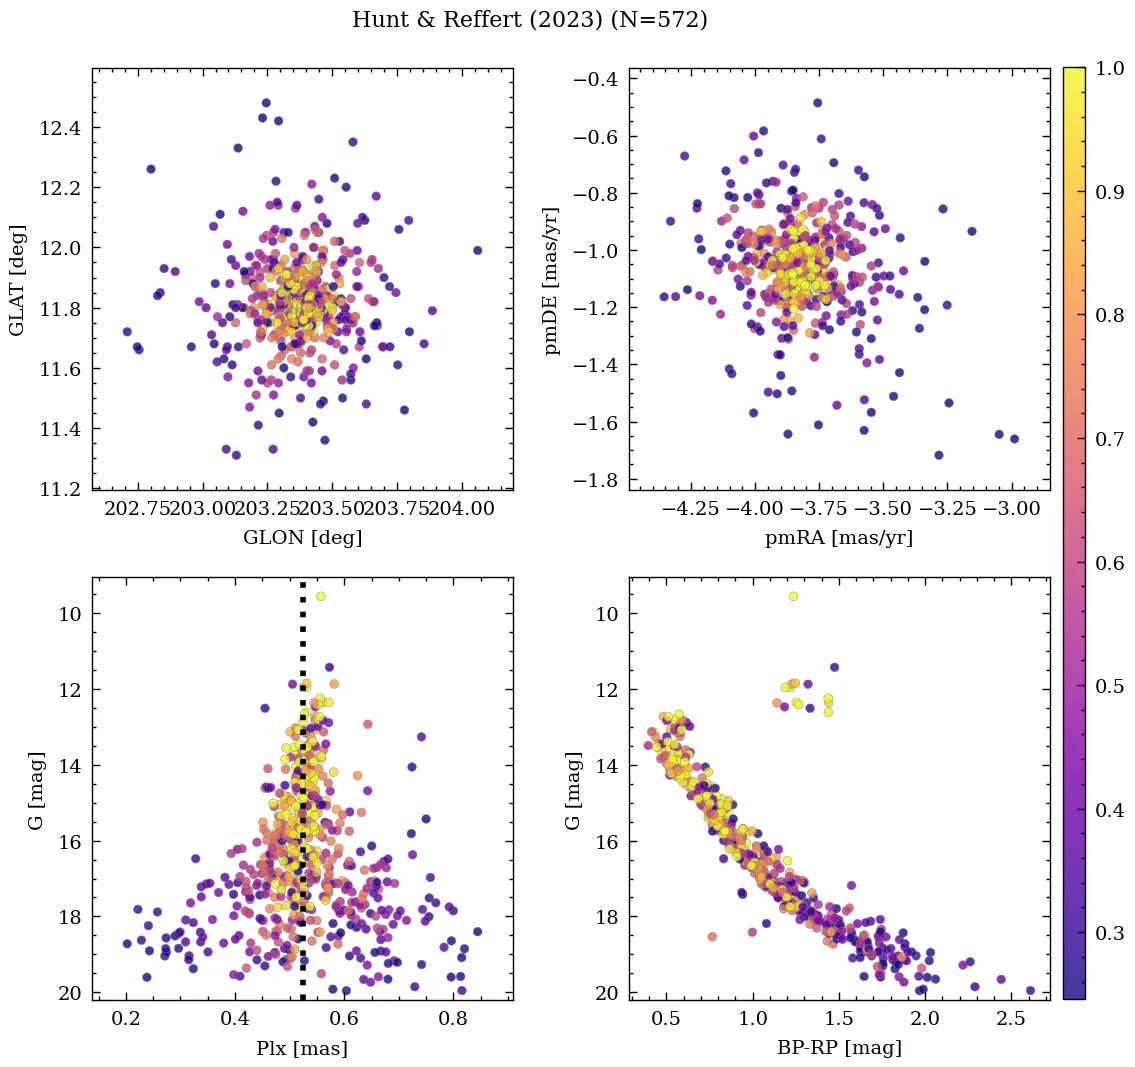 Hunt & Reffert (2023) (N=572)
12.4
12.2
12.0
11.8
11.6
11.4
11.2
GLAT [deg]
202.75 203.00 203.25 203.50 203.75 204.00
GLON [deg]
−0.4
−0.6
−0.8
−1.0
−1.2
−1.4
−1.6
−1.8
pmDE [mas/yr]
−4.25 −4.00 −3.75 −3.50 −3.25 −3.00
pmRA [mas/yr]
10
12
14
16
18
20
G [mag]
0.2 0.4 0.6 0.8
Plx [mas]
10
12
14
16
18
20
G [mag]
0.5 1.0 1.5 2.0 2.5
BP-RP [mag]
1.0
0.9
0.8
0.7
0.6
0.5
0.4
0.3